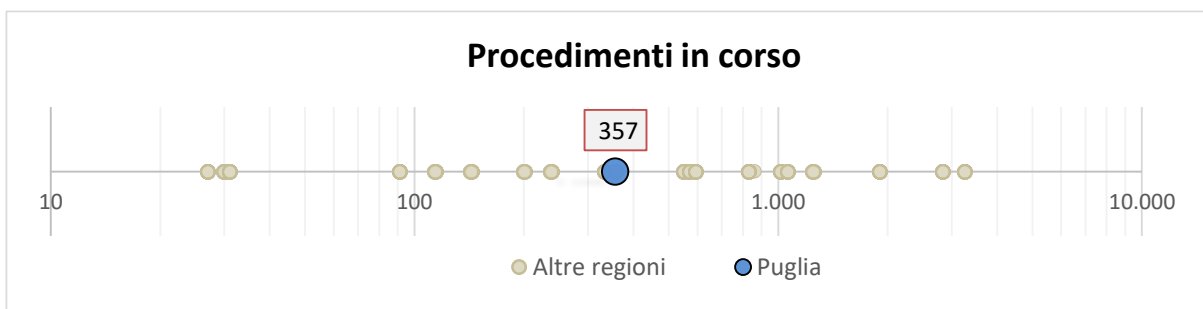 Procedimenti in corso
357
10 100 1.000 10.000
Altre regioni Puglia